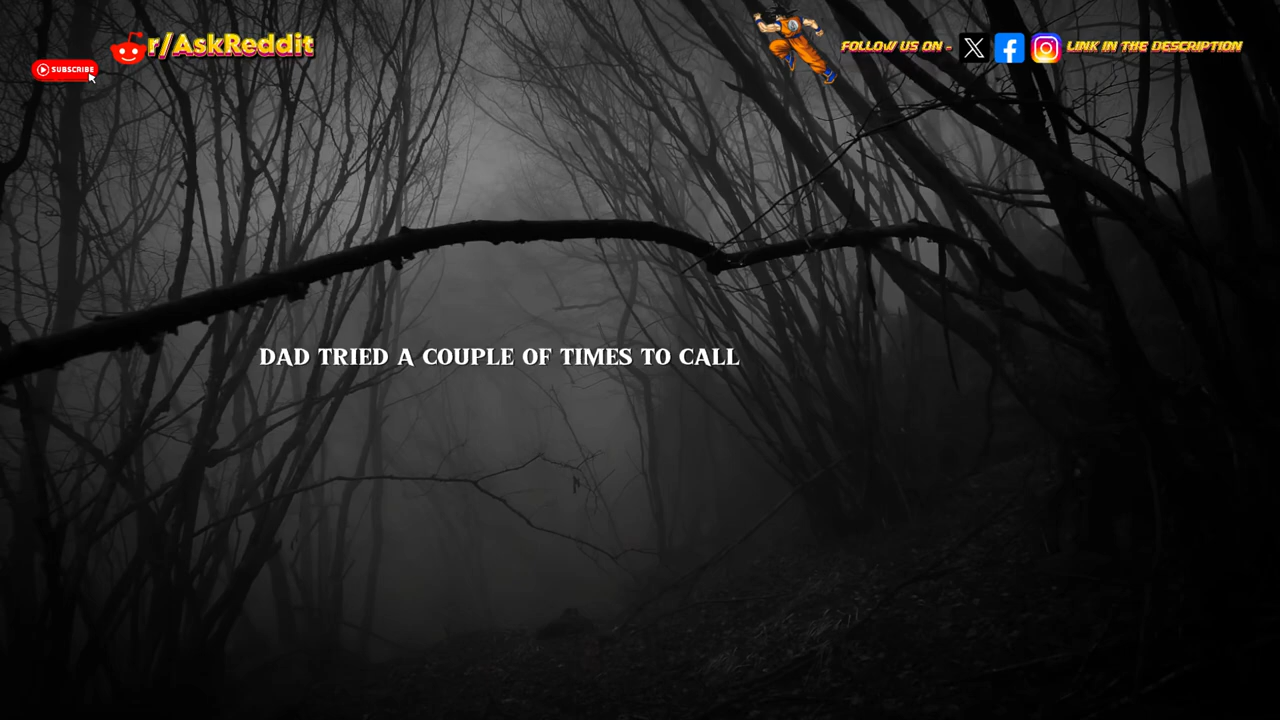 r/AskReddit
SUBSCRIBE
FOLLOW US ON -
LINK IN THE DESCRIPTION
DAD TRIED A COUPLE OF TIMES TO CALL